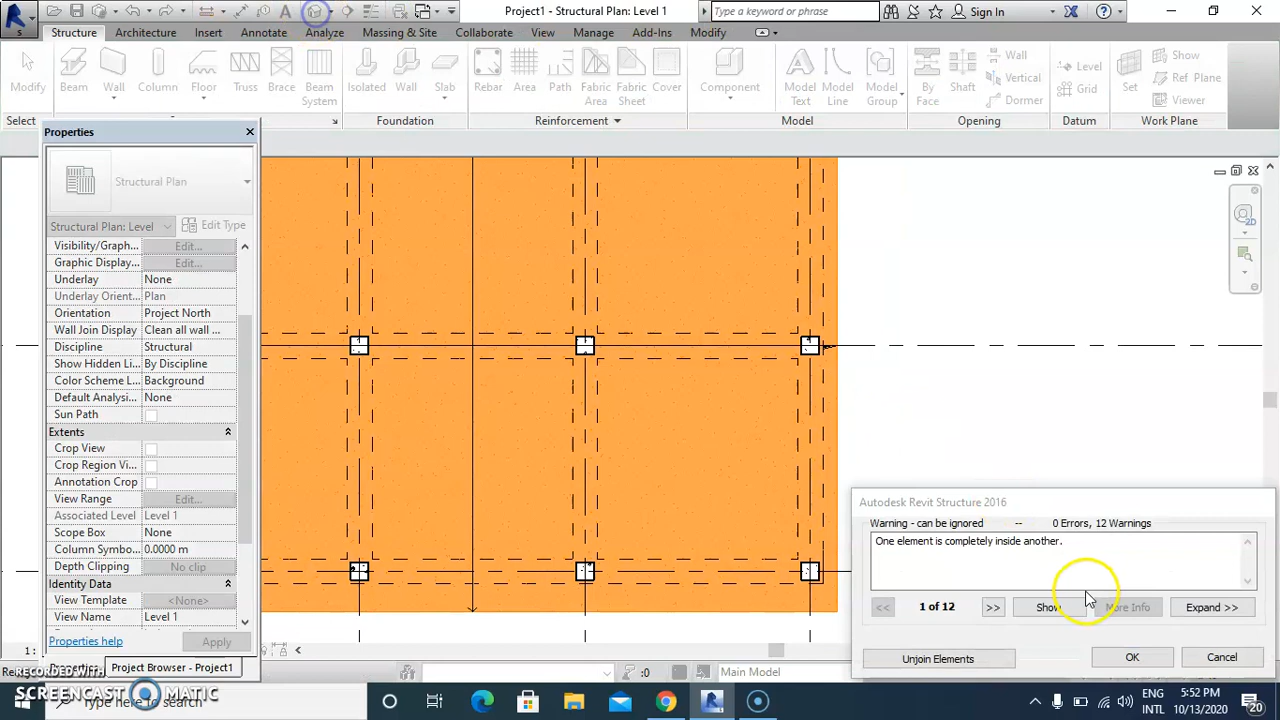 Project1 - Structural Plan: Level 1
Type a keyword or phrase
Sign In
Structure Architecture Insert Annotate Analyze Massing & Site Collaborate View Manage Add-Ins Modify
Modify Beam Wall Column Floor Truss Brace Beam System
Isolated Wall Slab
Rebar Area Path Fabric Area Fabric Sheet Cover
Component Model Text Model Line Model Group
By Face Shaft Wall Vertical Dormer
Level Grid
Set Show Ref Plane Viewer
Select Foundation Reinforcement Model Opening Datum Work Plane
Properties
Structural Plan
Structural Plan: Level Edit Type
Visibility/Graph... Edit...
Graphic Display... Edit...
Underlay None
Underlay Orient... Plan
Orientation Project North
Wall Join Display Clean all wall ...
Discipline Structural
Show Hidden Li... By Discipline
Color Scheme L... Background
Default Analysi... None
Sun Path
Extents
Crop View
Crop Region Vi...
Annotation Crop
View Range Edit...
Associated Level Level 1
Scope Box None
Column Symbo... 0.0000 m
Depth Clipping No clip
Identity Data
View Template <None>
View Name Level 1
Properties help Apply
Project Browser - Project1
Autodesk Revit Structure 2016
Warning - can be ignored -- 0 Errors, 12 Warnings
One element is completely inside another.
<< 1 of 12 >> Show More Info Expand >>
Unjoin Elements OK Cancel
:0 Main Model
RECORDED WITH
SCREENCAST MATIC
to search
ENG
INTL
5:52 PM
10/13/2020
20